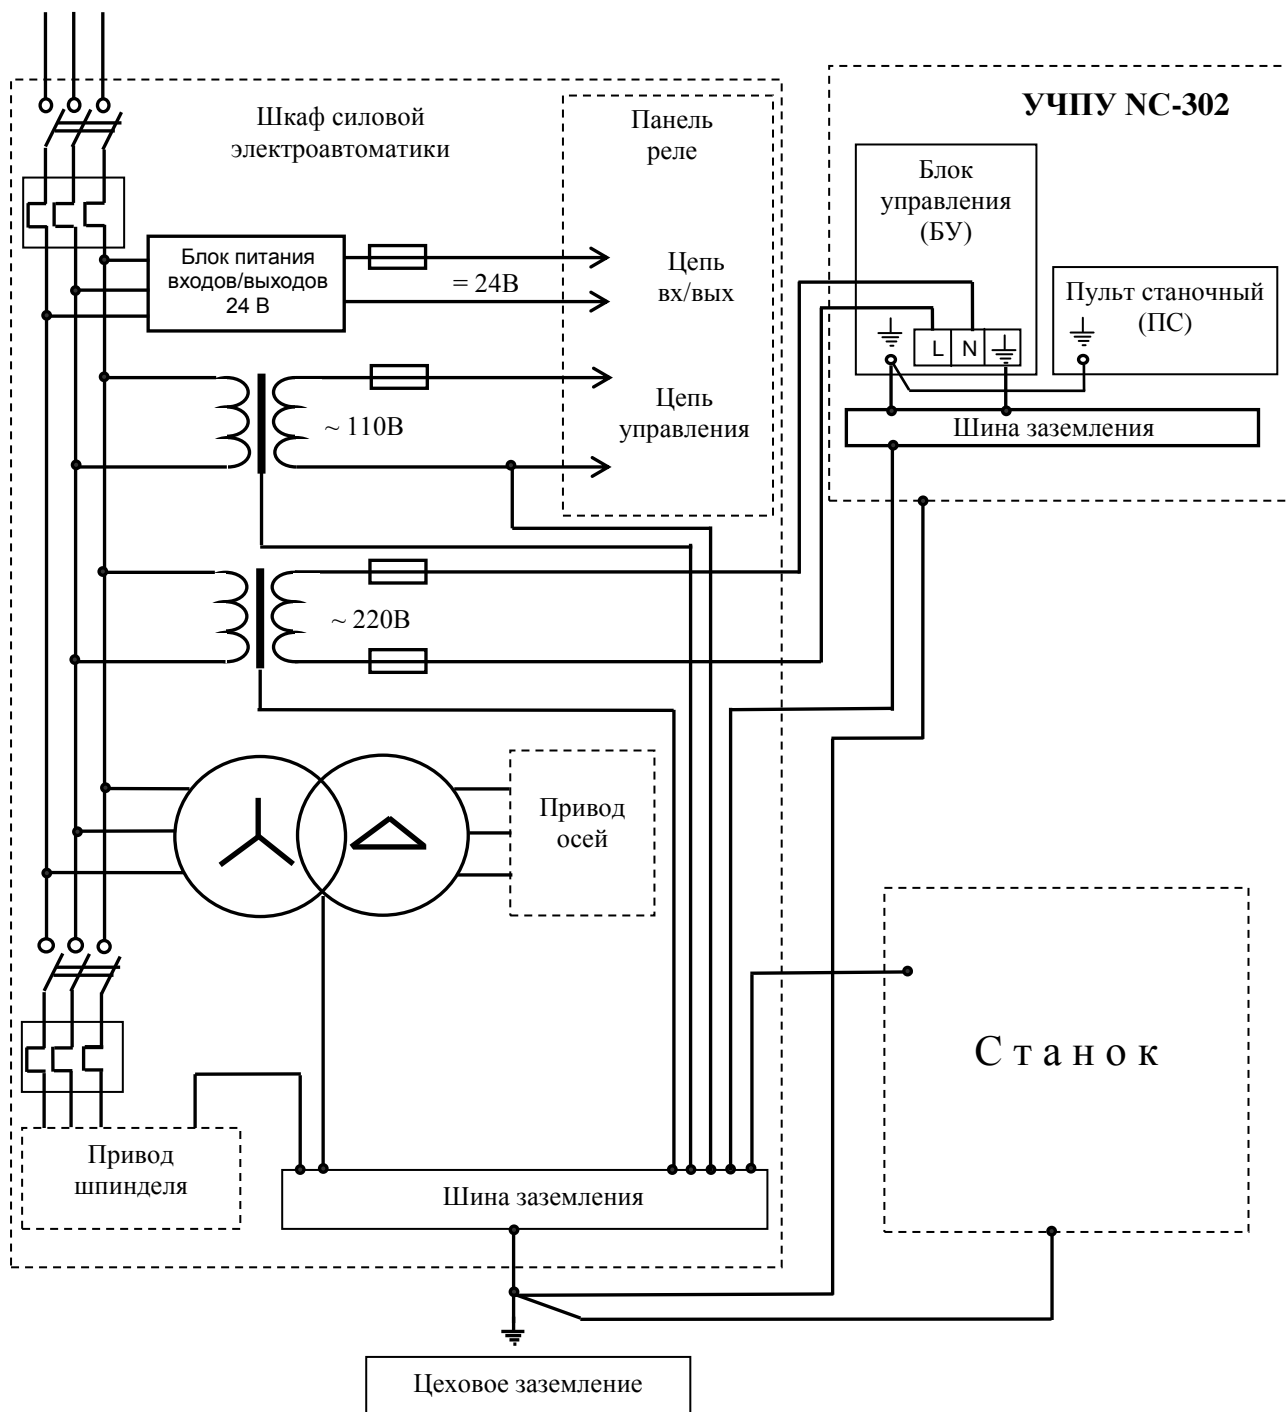 Шкаф силовой
электроавтоматики
Панель
реле
УЧПУ NC-302
Блок
управления
(БУ)
Блок питания
входов/выходов
24 В
= 24В
Цепь
вх/вых
Пульт станочный
(ПС)
L N
~ 110В
Цепь
управления
Шина заземления
~ 220В
Привод
осей
Станок
Привод
шпинделя
Шина заземления
Цеховое заземление